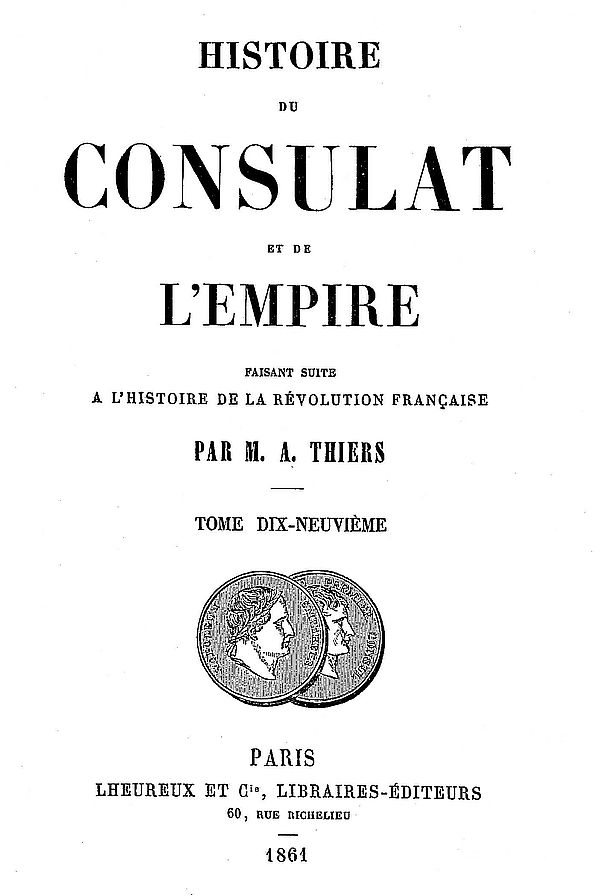 HISTOIRE
DU
CONSULAT
ET DE
L'EMPIRE
FAISANT SUITE
A L'HISTOIRE DE LA RÉVOLUTION FRANÇAISE
PAR M. A. THIERS
TOME DIX-NEUVIÈME
PARIS
LHEUREUX ET Cie, LIBRAIRES-ÉDITEURS
60, RUE RICHELIEU
1861